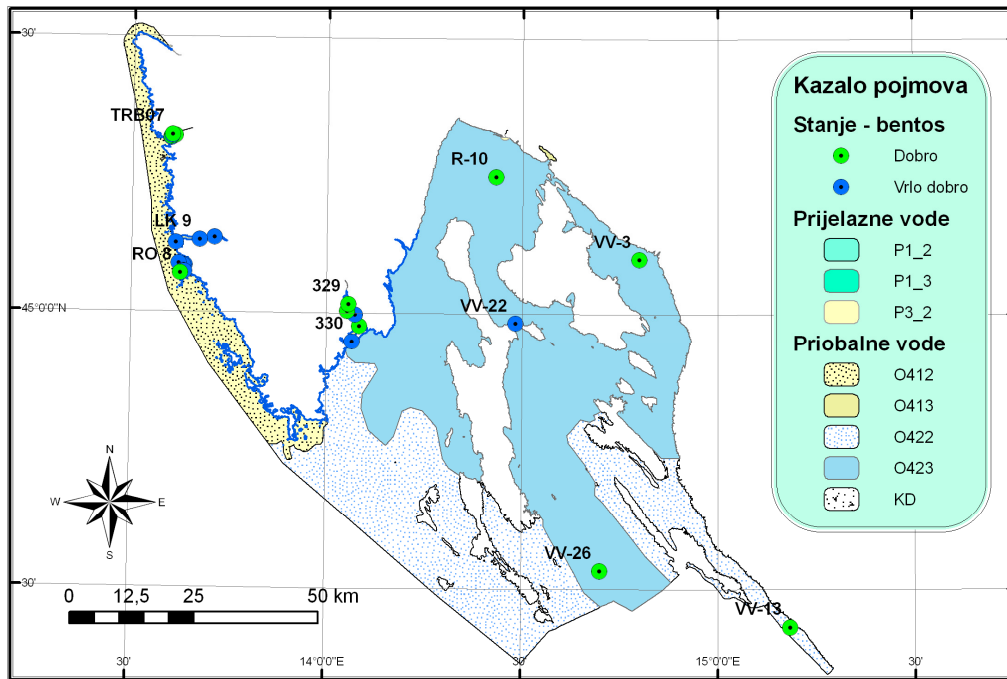 30'
Kazalo pojmova
Stanje - bentos
Dobro
Vrlo dobro
Prijelazne vode
P1_2
P1_3
P3_2
Priobalne vode
O412
O413
O422
O423
KD
TRB07
R-10
LK 9
VV-3
RO 8
329
45°0'0"N
330
VV-22
N
W
E
S
VV-26
30'
0
12,5
25
50 km
VV-13
30'
14°0'0"E
30'
15°0'0"E
30'